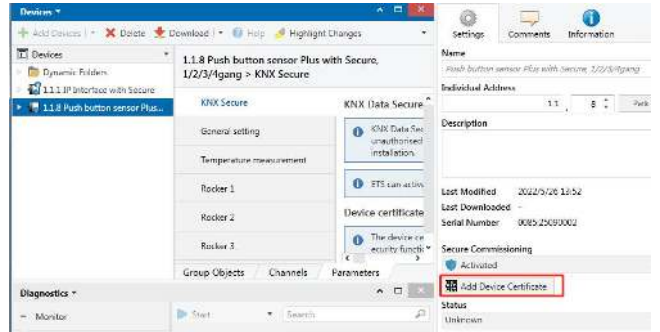 Devices
Add Devices | Delete Download | Help Highlight Changes
Devices
Dynamic Folders
1.1.1 IP Interface with Secure
1.1.8 Push button sensor Plus...
1.1.8 Push button sensor Plus with Secure,
1/2/3/4gang > KNX Secure
KNX Secure
General setting
Temperature measurement
Rocker 1
Rocker 2
Rocker 3
KNX Data Secure
KNX Data Sec
unauthorised
installation.
ETS can activ
Device certificate
The device ce
ecurity functi
Group Objects Channels Parameters
Diagnostics
Monitor
Start Search
Settings Comments Information
Name
Push button sensor Plus with Secure, 1/2/3/4gang
Individual Address
1.1 . 8 Park
Description
Last Modified 2022/5/26 13:52
Last Downloaded -
Serial Number 0085:25090002
Secure Commissioning
Activated
Add Device Certificate
Status
Unknown